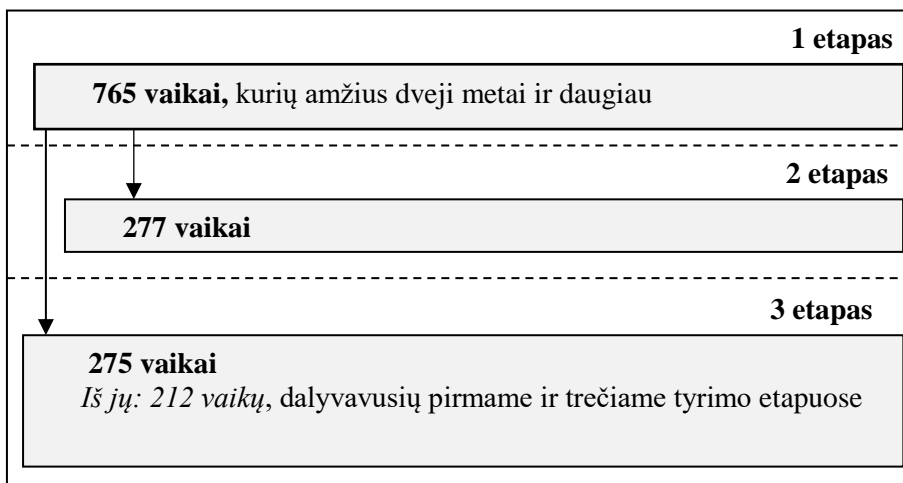 1 etapas
765 vaikai, kurių amžius dveji metai ir daugiau
2 etapas
277 vaikai
3 etapas
275 vaikai
Iš jų: 212 vaikų, dalyvavusių pirmame ir trečiame tyrimo etapuose